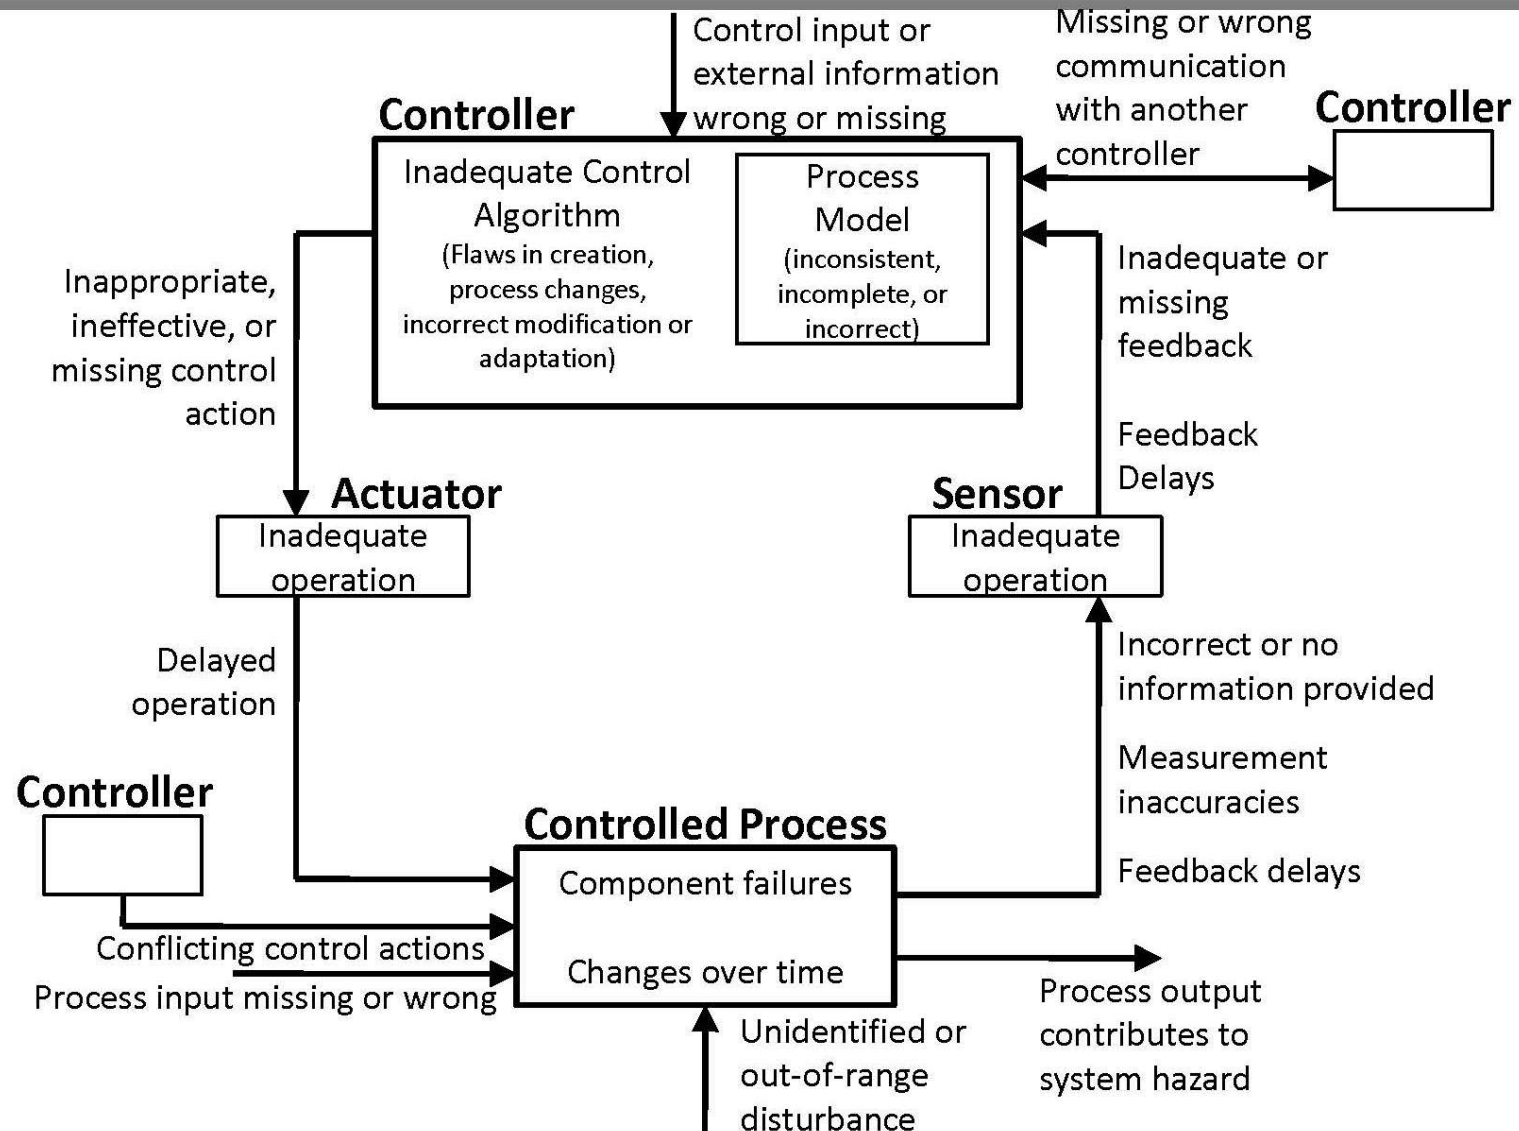 Control input or
external information
wrong or missing
Missing or wrong
communication
with another
controller
Controller
Controller
Inadequate Control
Algorithm
(Flaws in creation,
process changes,
incorrect modification or
adaptation)
Process
Model
(inconsistent,
incomplete, or
incorrect)
Inappropriate,
ineffective, or
missing control
action
Inadequate or
missing
feedback
Feedback
Delays
Actuator
Inadequate
operation
Sensor
Inadequate
operation
Delayed
operation
Incorrect or no
information provided
Measurement
inaccuracies
Feedback delays
Controller
Controlled Process
Component failures
Changes over time
Conflicting control actions
Process input missing or wrong
Unidentified or
out-of-range
disturbance
Process output
contributes to
system hazard